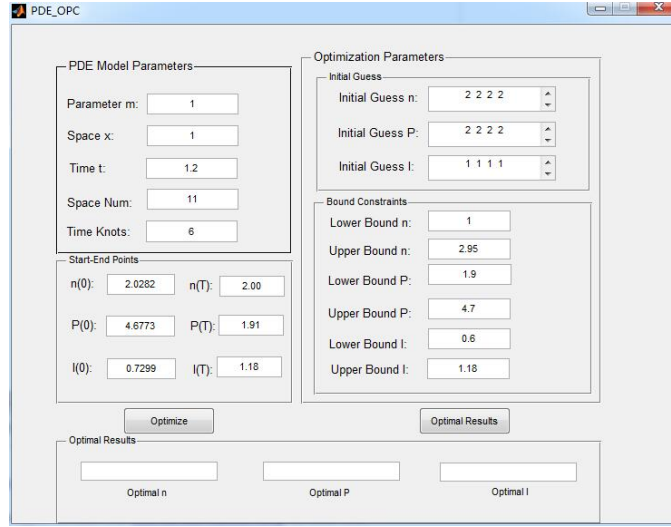 PDE_OPC
PDE Model Parameters
Parameter m: 1
Space x: 1
Time t: 1.2
Space Num: 11
Time Knots: 6
Start-End Points
n(0): 2.0282 n(T): 2.00
P(0): 4.6773 P(T): 1.91
I(0): 0.7299 I(T): 1.18
Optimize
Optimization Parameters
Initial Guess
Initial Guess n: 2 2 2 2
Initial Guess P: 2 2 2 2
Initial Guess I: 1 1 1 1
Bound Constraints
Lower Bound n: 1
Upper Bound n: 2.95
Lower Bound P: 1.9
Upper Bound P: 4.7
Lower Bound I: 0.6
Upper Bound I: 1.18
Optimal Results
Optimal Results
Optimal n Optimal P Optimal I